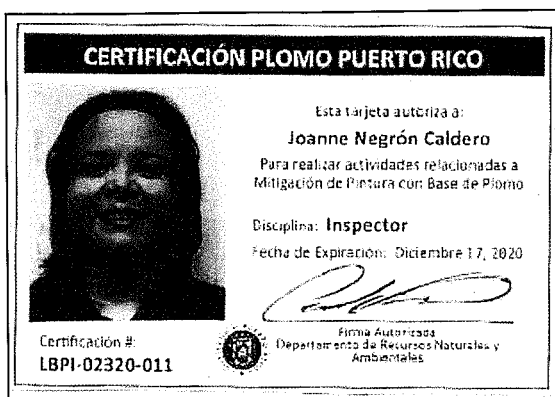 CERTIFICACIÓN PLOMO PUERTO RICO
Esta tarjeta autoriza a:
Joanne Negrón Caldero
Para realizar actividades relacionadas a
Mitigación de Pintura con Base de Plomo
Disciplina: Inspector
Fecha de Expiración: Diciembre 17, 2020
Firma Autorizada
Departamento de Recursos Naturales y
Ambientales
Certificación #:
LBPI-02320-011